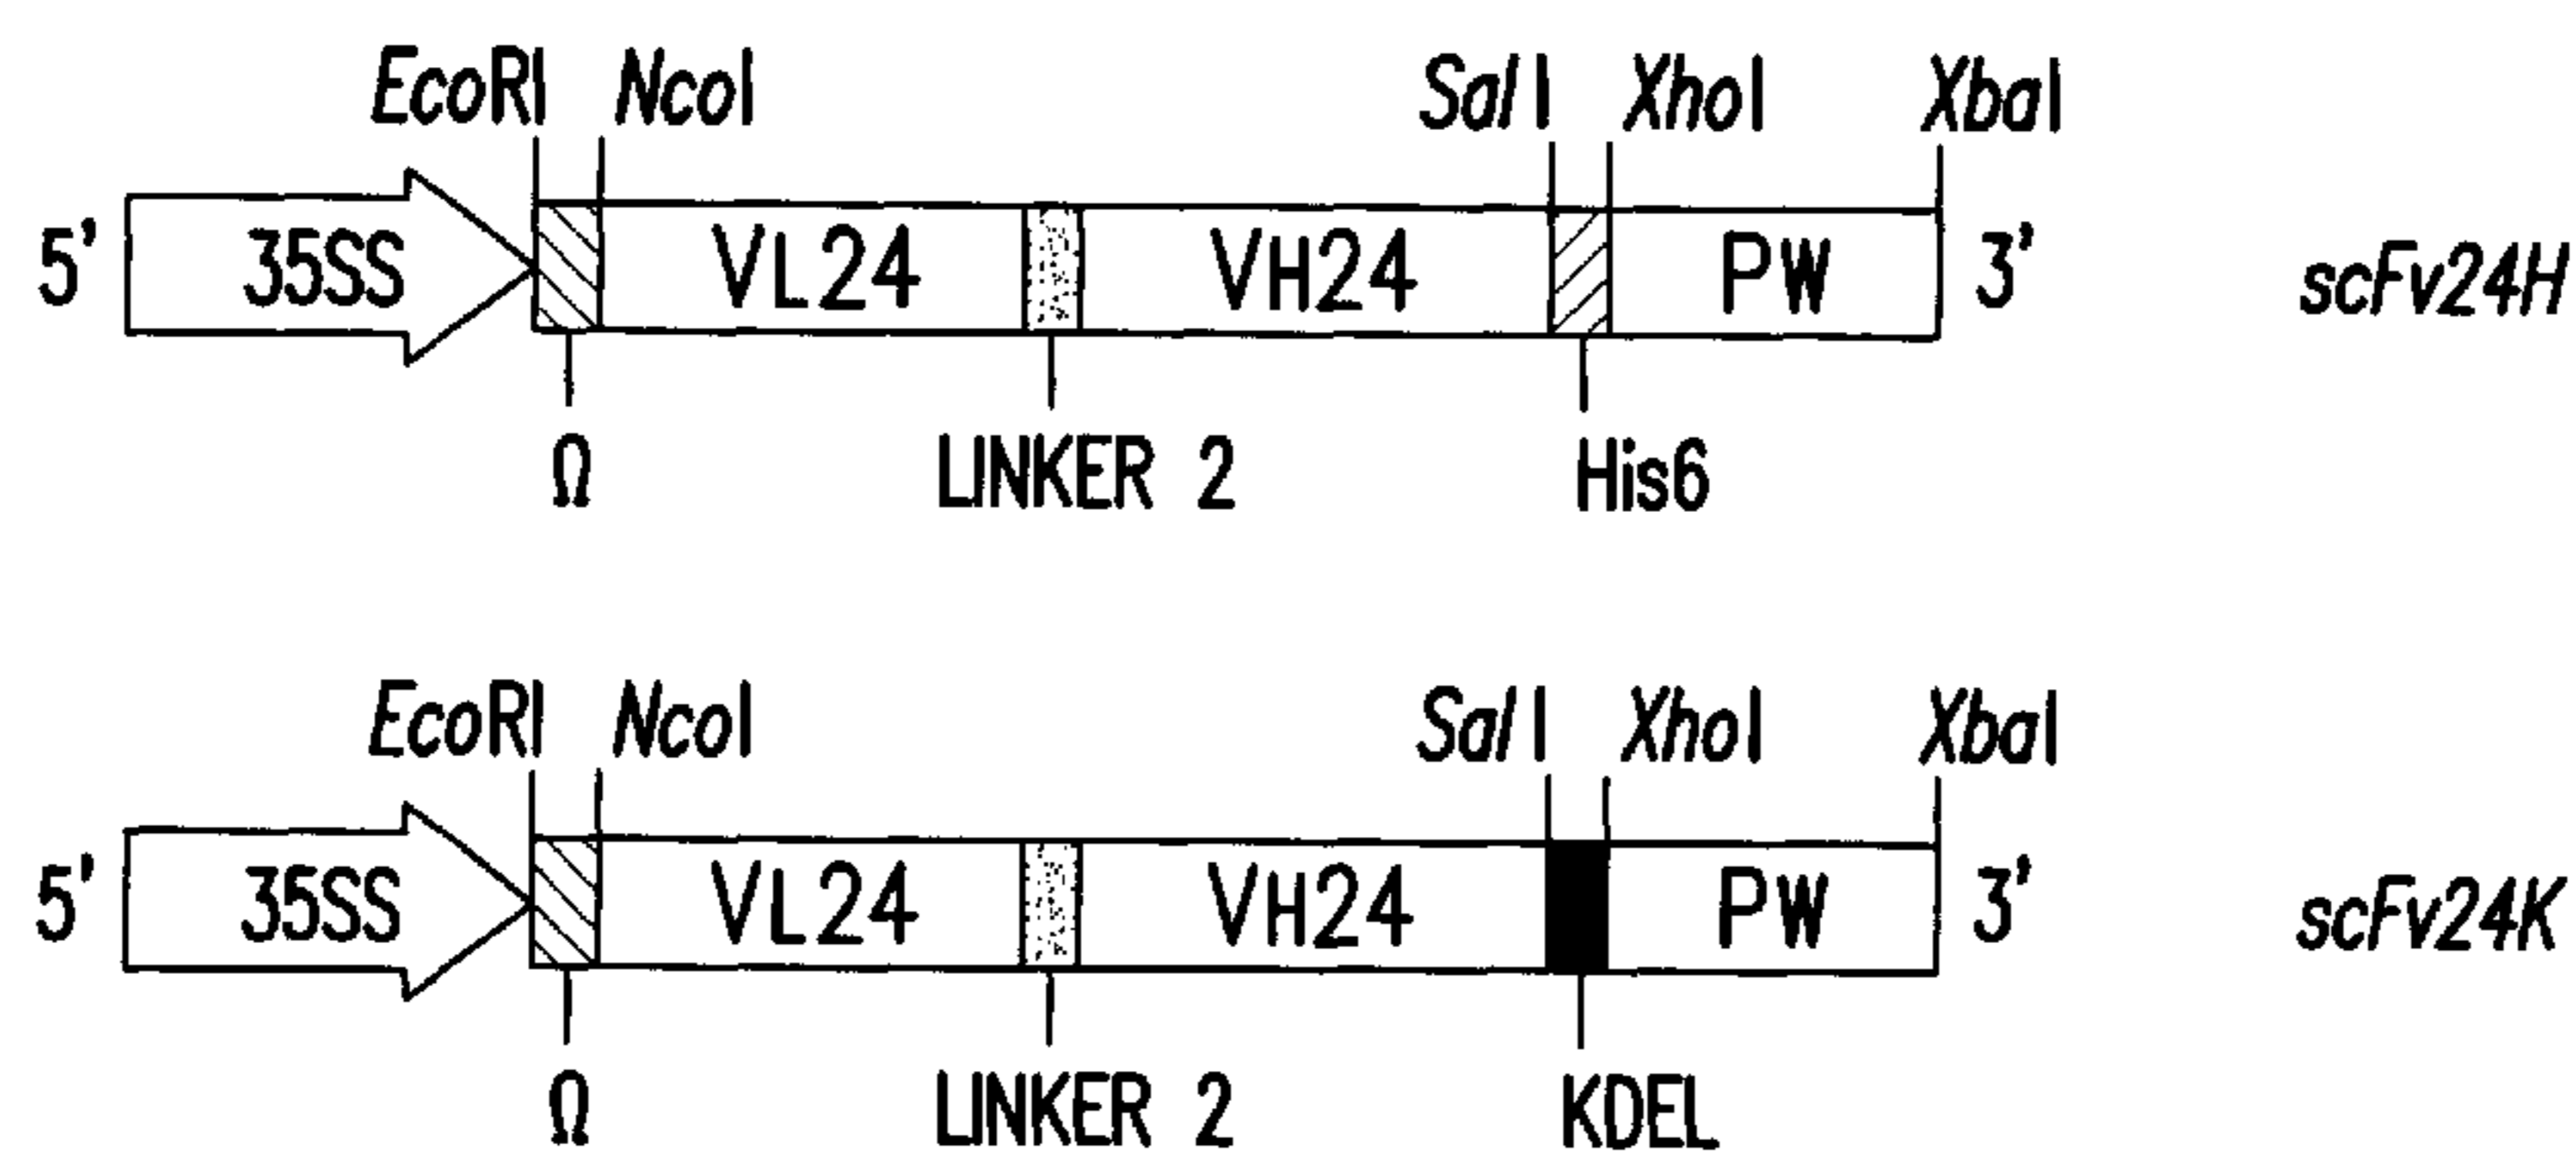 EcoRI NcoI SalI XhoI XbaI
5' 35SS VL24 VH24 PW 3' scFv24H
Ω LINKER 2 His6
EcoRI NcoI SalI XhoI XbaI
5' 35SS VL24 VH24 PW 3' scFv24K
Ω LINKER 2 KDEL